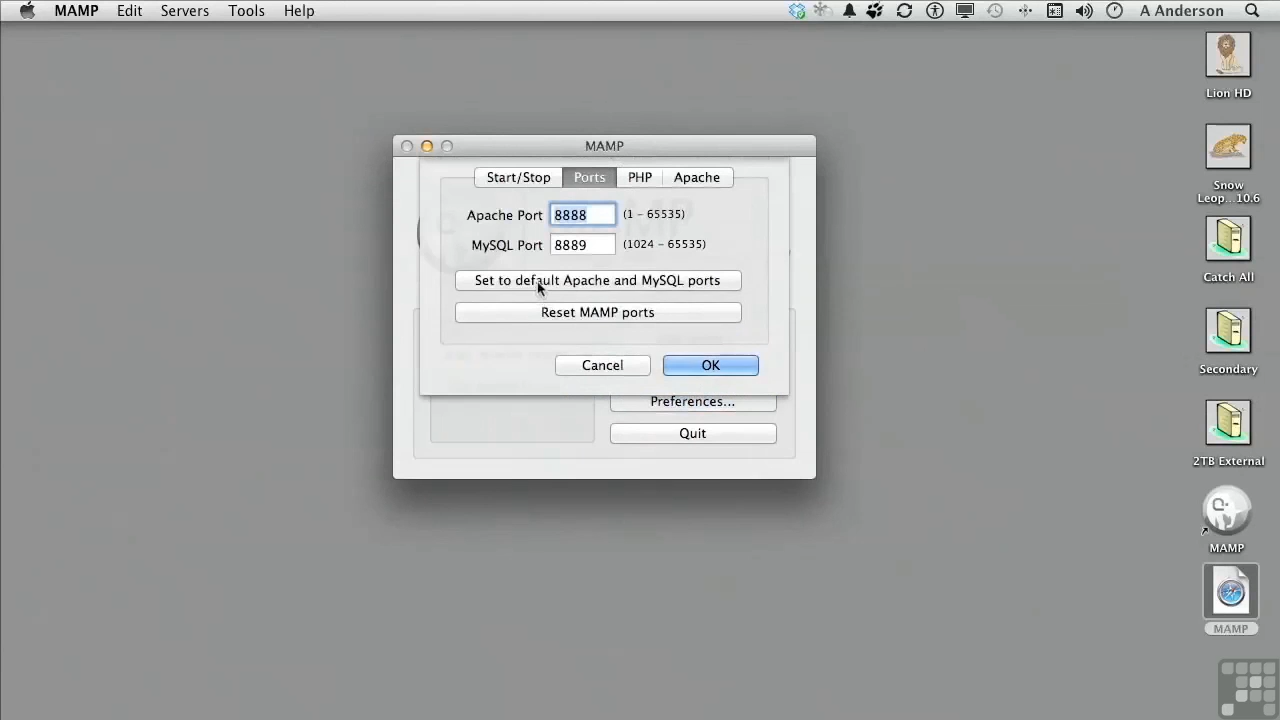 MAMP Edit Servers Tools Help A Anderson
Lion HD
Snow
Leop...10.6
Catch All
Secondary
2TB External
MAMP
MAMP
MAMP
Start/Stop Ports PHP Apache
Apache Port 8888 (1 - 65535)
MySQL Port 8889 (1024 - 65535)
Set to default Apache and MySQL ports
Reset MAMP ports
Cancel OK
Preferences...
Quit